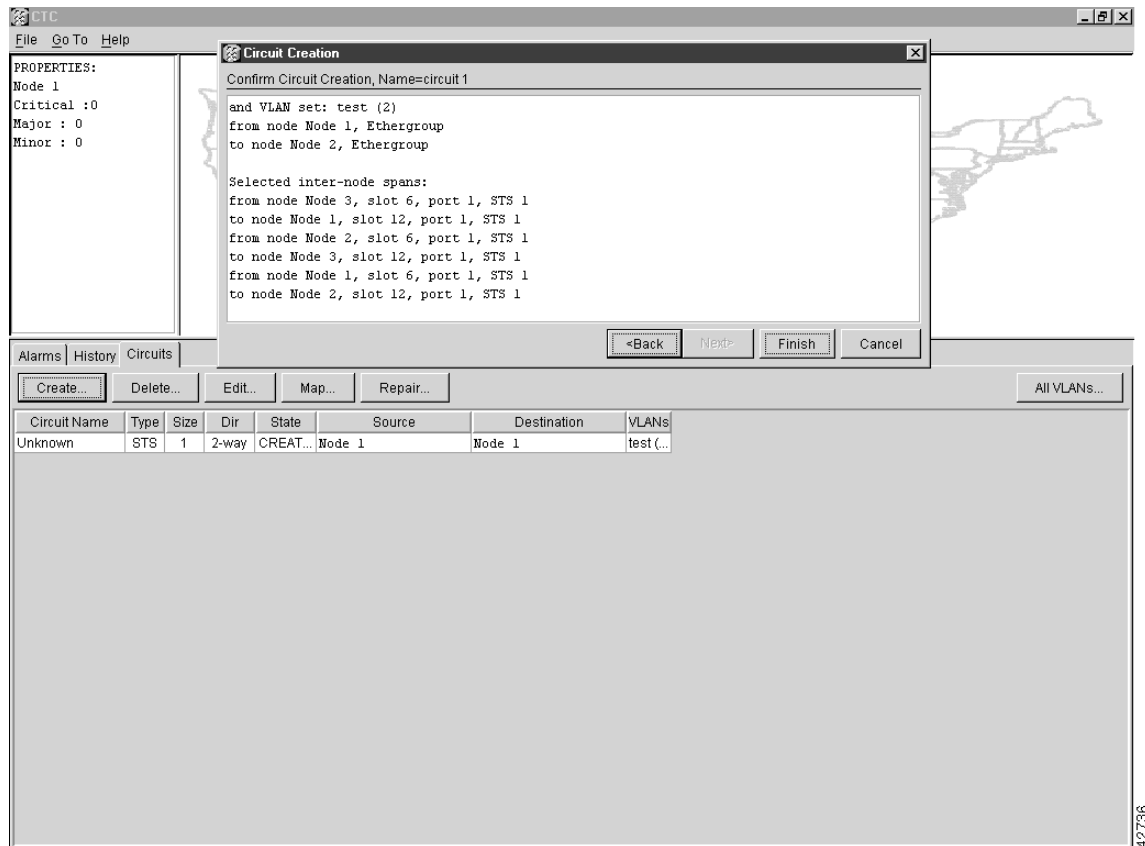 CTC
File Go To Help
PROPERTIES:
Node 1
Critical :0
Major : 0
Minor : 0
Circuit Creation
Confirm Circuit Creation, Name=circuit 1
and VLAN set: test (2)
from node Node 1, Ethergroup
to node Node 2, Ethergroup
Selected inter-node spans:
from node Node 3, slot 6, port 1, STS 1
to node Node 1, slot 12, port 1, STS 1
from node Node 2, slot 6, port 1, STS 1
to node Node 3, slot 12, port 1, STS 1
from node Node 1, slot 6, port 1, STS 1
to node Node 2, slot 12, port 1, STS 1
<Back Next> Finish Cancel
Alarms History Circuits
Create... Delete... Edit... Map... Repair... All VLANs...
Circuit Name Type Size Dir State Source Destination VLANs
Unknown STS 1 2-way CREAT... Node 1 Node 1 test (...
42736